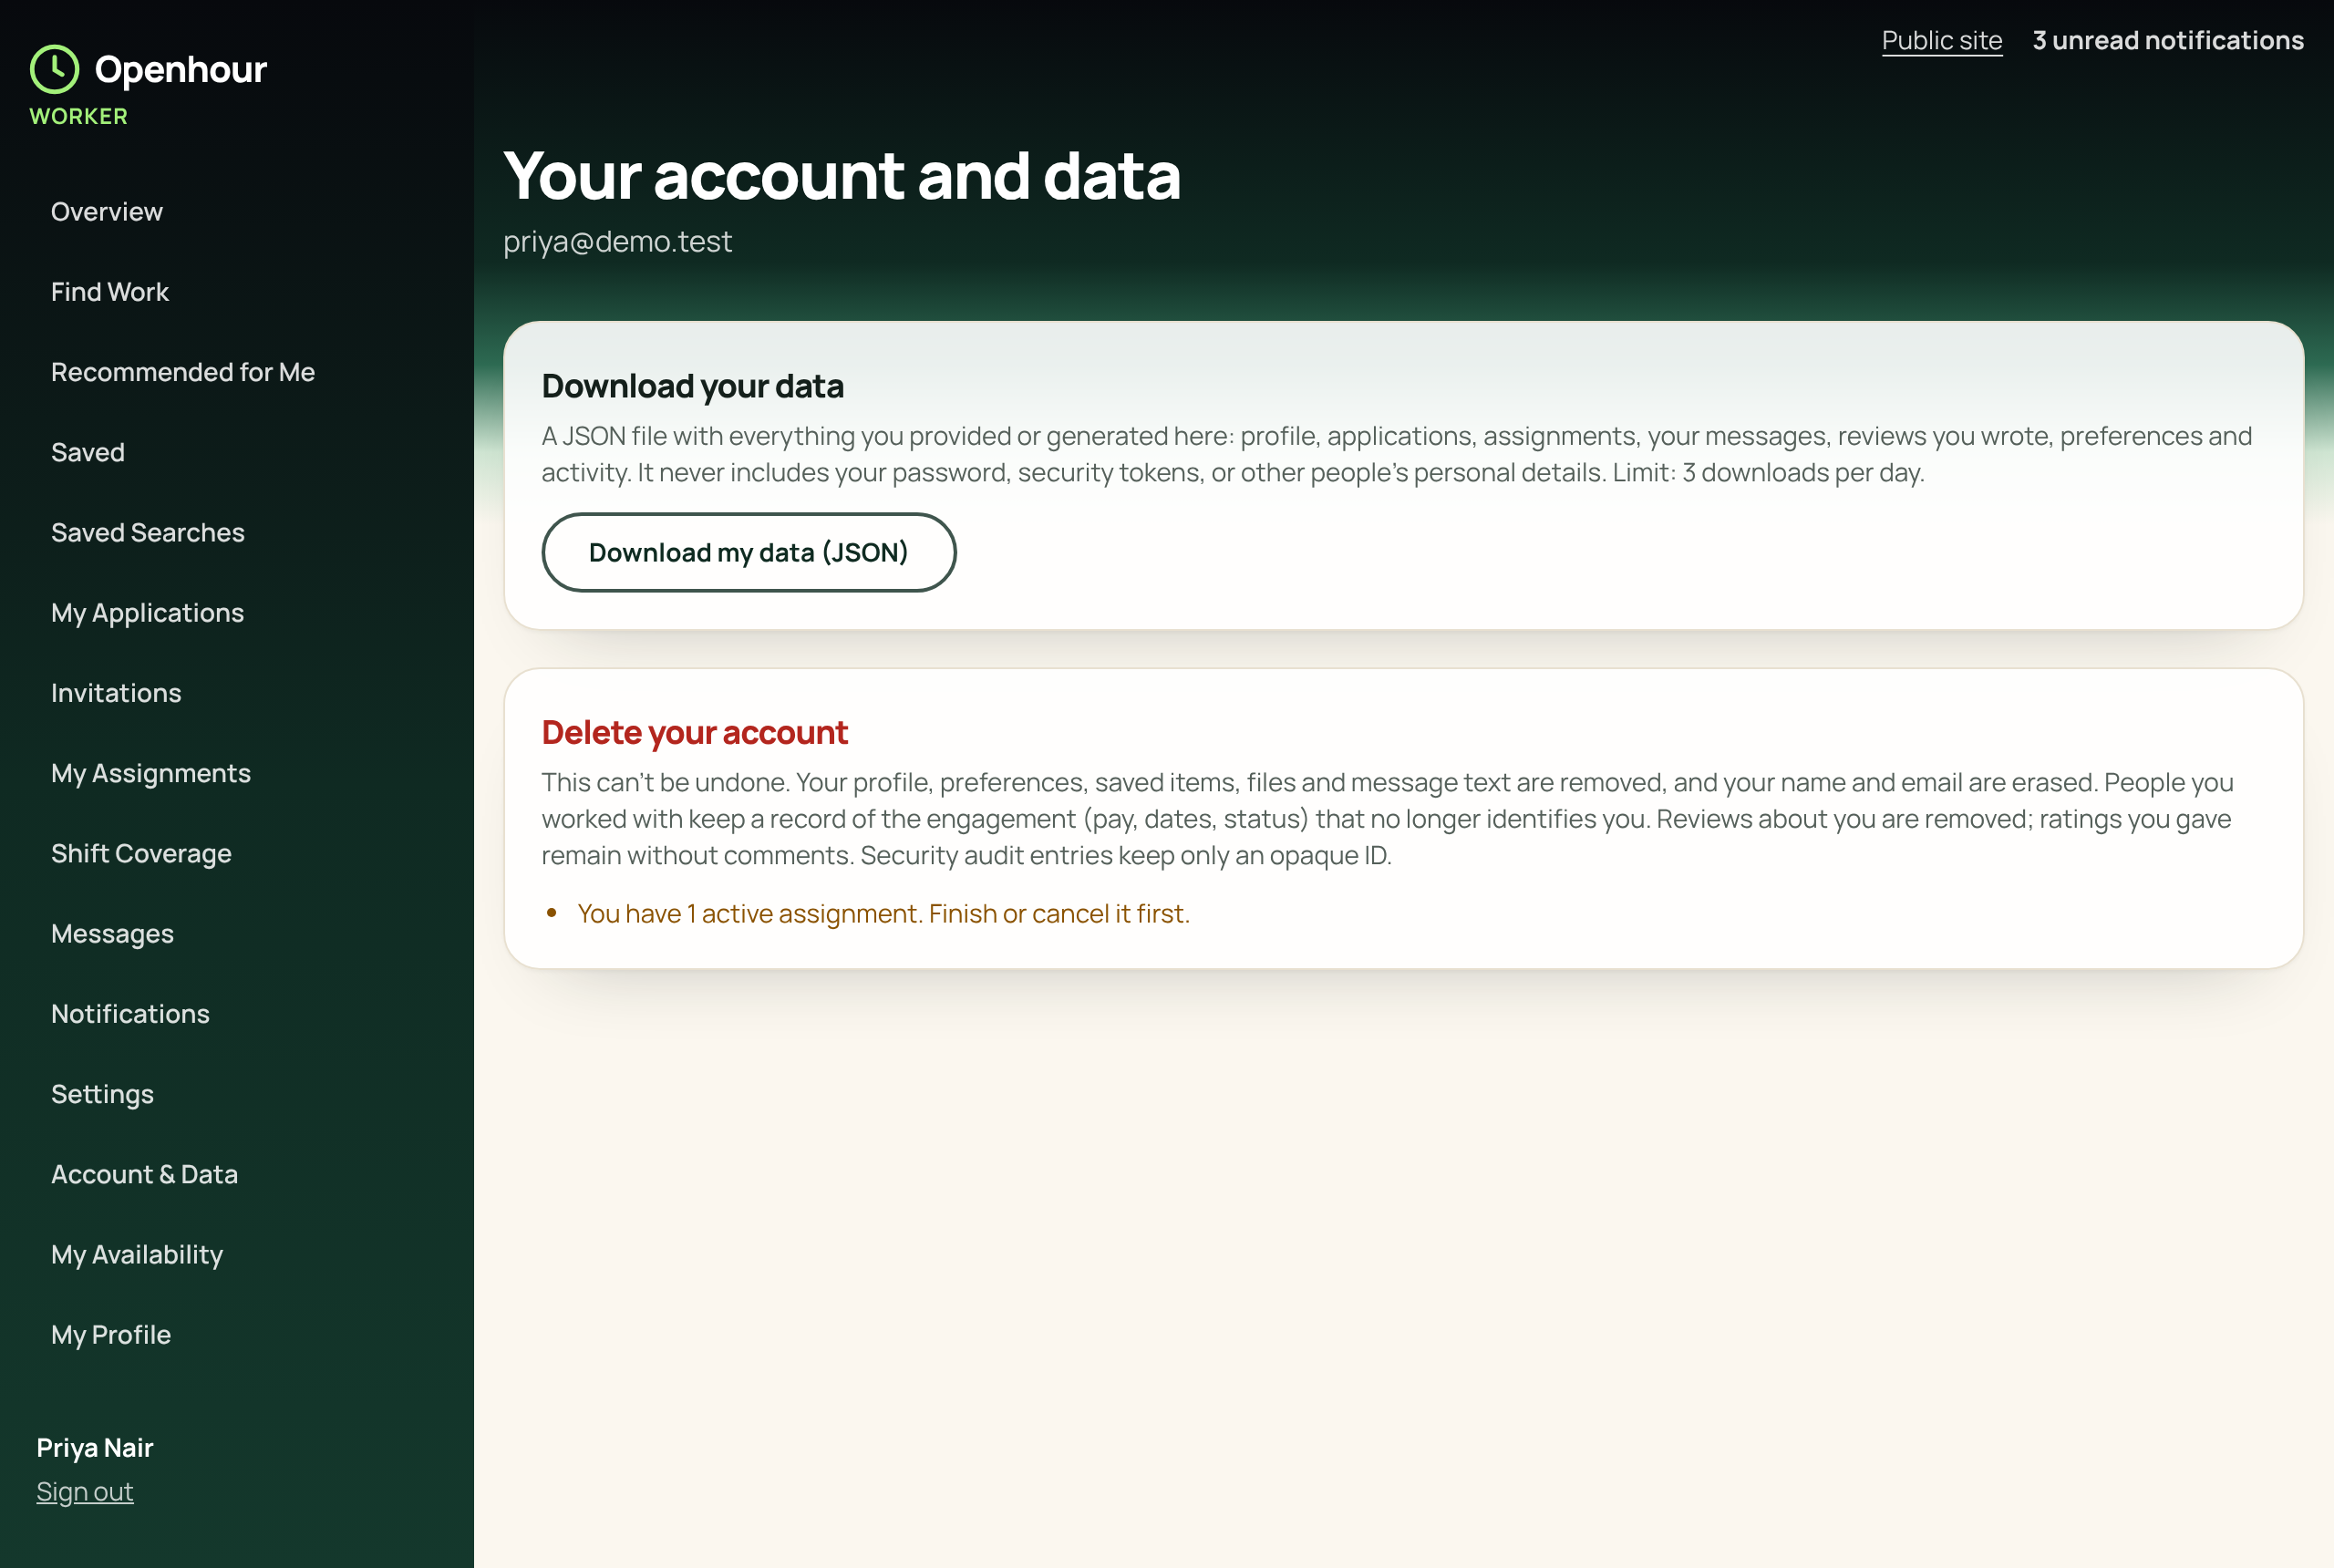 Openhour
WORKER
Overview
Find Work
Recommended for Me
Saved
Saved Searches
My Applications
Invitations
My Assignments
Shift Coverage
Messages
Notifications
Settings
Account & Data
My Availability
My Profile
Priya Nair
Sign out
Public site
3 unread notifications
Your account and data
priya@demo.test
Download your data
A JSON file with everything you provided or generated here: profile, applications, assignments, your messages, reviews you wrote, preferences and
activity. It never includes your password, security tokens, or other people’s personal details. Limit: 3 downloads per day.
Download my data (JSON)
Delete your account
This can’t be undone. Your profile, preferences, saved items, files and message text are removed, and your name and email are erased. People you
worked with keep a record of the engagement (pay, dates, status) that no longer identifies you. Reviews about you are removed; ratings you gave
remain without comments. Security audit entries keep only an opaque ID.
• You have 1 active assignment. Finish or cancel it first.